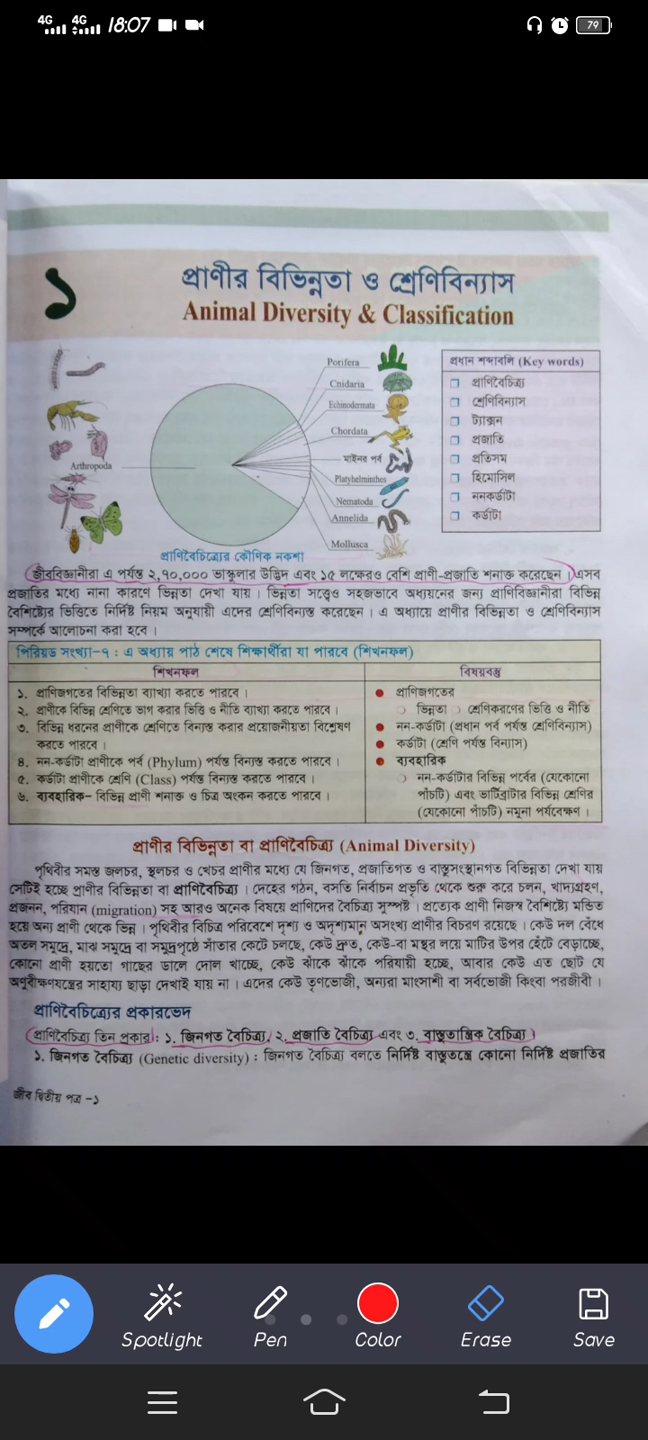 4G 4G 18:07 79
১
প্রাণীর বিভিন্নতা ও শ্রেণিবিন্যাস
Animal Diversity & Classification
Porifera
Cnidaria
Echinodermata
Chordata
মাইনর পর্ব
Arthropoda
Platyhelminthes
Nematoda
Annelida
Mollusca
প্রাণিবৈচিত্র্যের কৌণিক নকশা
প্রধান শব্দাবলি (Key words)
প্রাণিবৈচিত্র্য
শ্রেণিবিন্যাস
ট্যাক্সন
প্রজাতি
প্রতিসম
হিমোসিল
ননকর্ডাটা
কর্ডাটা
জীববিজ্ঞানীরা এ পর্যন্ত ২,৭০,০০০ ভাস্কুলার উদ্ভিদ এবং ১৫ লক্ষেরও বেশি প্রাণী-প্রজাতি শনাক্ত করেছেন। এসব
প্রজাতির মধ্যে নানা কারণে ভিন্নতা দেখা যায়। ভিন্নতা সত্ত্বেও সহজভাবে অধ্যয়নের জন্য প্রাণিবিজ্ঞানীরা বিভিন্ন
বৈশিষ্ট্যের ভিত্তিতে নির্দিষ্ট নিয়ম অনুযায়ী এদের শ্রেণিবিন্যস্ত করেছেন। এ অধ্যায়ে প্রাণীর বিভিন্নতা ও শ্রেণিবিন্যাস
সম্পর্কে আলোচনা করা হবে।
পিরিয়ড সংখ্যা-৭ : এ অধ্যায় পাঠ শেষে শিক্ষার্থীরা যা পারবে (শিখনফল)
শিখনফল
১. প্রাণিজগতের বিভিন্নতা ব্যাখ্যা করতে পারবে।
২. প্রাণীকে বিভিন্ন শ্রেণিতে ভাগ করার ভিত্তি ও নীতি ব্যাখ্যা করতে পারবে।
৩. বিভিন্ন ধরনের প্রাণীকে শ্রেণিতে বিন্যস্ত করার প্রয়োজনীয়তা বিশ্লেষণ
করতে পারবে।
৪. নন-কর্ডাটা প্রাণীকে পর্ব (Phylum) পর্যন্ত বিন্যস্ত করতে পারবে।
৫. কর্ডাটা প্রাণীকে শ্রেণি (Class) পর্যন্ত বিন্যস্ত করতে পারবে।
৬. ব্যবহারিক– বিভিন্ন প্রাণী শনাক্ত ও চিত্র অংকন করতে পারবে।
বিষয়বস্তু
● প্রাণিজগতের
○ ভিন্নতা ○ শ্রেণিকরণের ভিত্তি ও নীতি
● নন-কর্ডাটা (প্রধান পর্ব পর্যন্ত শ্রেণিবিন্যাস)
● কর্ডাটা (শ্রেণি পর্যন্ত বিন্যাস)
● ব্যবহারিক
○ নন-কর্ডাটার বিভিন্ন পর্বের (যেকোনো
পাঁচটি) এবং ভার্টিব্রাটার বিভিন্ন শ্রেণির
(যেকোনো পাঁচটি) নমুনা পর্যবেক্ষণ।
প্রাণীর বিভিন্নতা বা প্রাণিবৈচিত্র্য (Animal Diversity)
পৃথিবীর সমস্ত জলচর, স্থলচর ও খেচর প্রাণীর মধ্যে যে জিনগত, প্রজাতিগত ও বাস্তুসংস্থানগত বিভিন্নতা দেখা যায়
সেটিই হচ্ছে প্রাণীর বিভিন্নতা বা প্রাণিবৈচিত্র্য। দেহের গঠন, বসতি নির্বাচন প্রভৃতি থেকে শুরু করে চলন, খাদ্যগ্রহণ,
প্রজনন, পরিযান (migration) সহ আরও অনেক বিষয়ে প্রাণিদের বৈচিত্র্য সুস্পষ্ট। প্রত্যেক প্রাণী নিজস্ব বৈশিষ্ট্যে মন্ডিত
হয়ে অন্য প্রাণী থেকে ভিন্ন। পৃথিবীর বিচিত্র পরিবেশে দৃশ্য ও অদৃশ্যমান অসংখ্য প্রাণীর বিচরণ রয়েছে। কেউ দল বেঁধে
অতল সমুদ্রে, মাঝ সমুদ্রে বা সমুদ্রপৃষ্ঠে সাঁতার কেটে চলছে, কেউ দ্রুত, কেউ-বা মন্থর লয়ে মাটির উপর হেঁটে বেড়াচ্ছে,
কোনো প্রাণী হয়তো গাছের ডালে দোল খাচ্ছে, কেউ ঝাঁকে ঝাঁকে পরিযায়ী হচ্ছে, আবার কেউ এত ছোট যে
অণুবীক্ষণযন্ত্রের সাহায্য ছাড়া দেখাই যায় না। এদের কেউ তৃণভোজী, অন্যরা মাংসাশী বা সর্বভোজী কিংবা পরজীবী।
প্রাণিবৈচিত্র্যের প্রকারভেদ
প্রাণিবৈচিত্র্য তিন প্রকার : ১. জিনগত বৈচিত্র্য, ২. প্রজাতি বৈচিত্র্য এবং ৩. বাস্তুতান্ত্রিক বৈচিত্র্য।
১. জিনগত বৈচিত্র্য (Genetic diversity) : জিনগত বৈচিত্র্য বলতে নির্দিষ্ট বাস্তুতন্ত্রে কোনো নির্দিষ্ট প্রজাতির
জীব দ্বিতীয় পত্র –১
Spotlight Pen Color Erase Save